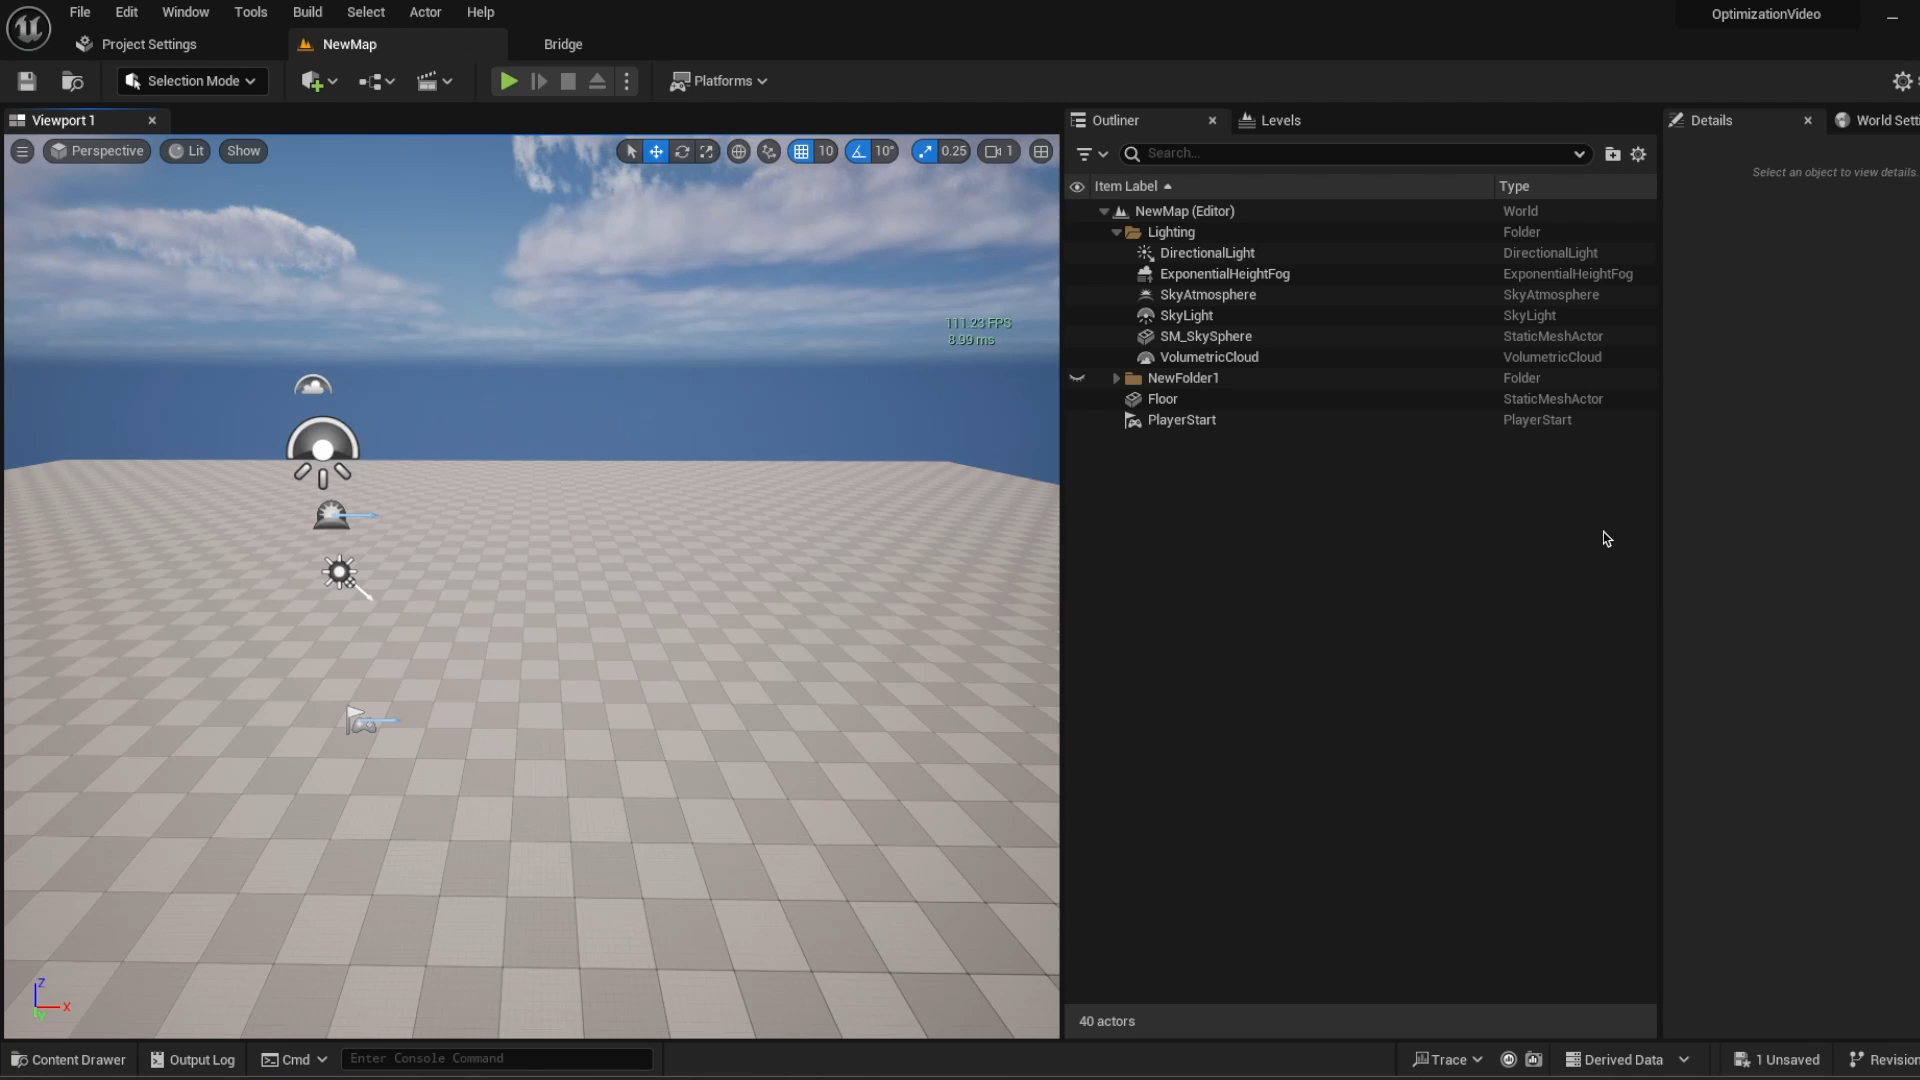 File Edit Window Tools Build Select Actor Help
OptimizationVideo
Project Settings
NewMap
Bridge
Selection Mode
Platforms
Viewport 1
Outliner
Levels
Details
World Setti
Perspective
Lit
Show
10
10°
0.25
1
Search...
Select an object to view details.
Item Label
Type
NewMap (Editor) World
Lighting Folder
DirectionalLight DirectionalLight
ExponentialHeightFog ExponentialHeightFog
SkyAtmosphere SkyAtmosphere
SkyLight SkyLight
SM_SkySphere StaticMeshActor
VolumetricCloud VolumetricCloud
NewFolder1 Folder
Floor StaticMeshActor
PlayerStart PlayerStart
111.23 FPS
8.99 ms
Z
X
Y
40 actors
Content Drawer
Output Log
Cmd
Enter Console Command
Trace
Derived Data
1 Unsaved
Revision